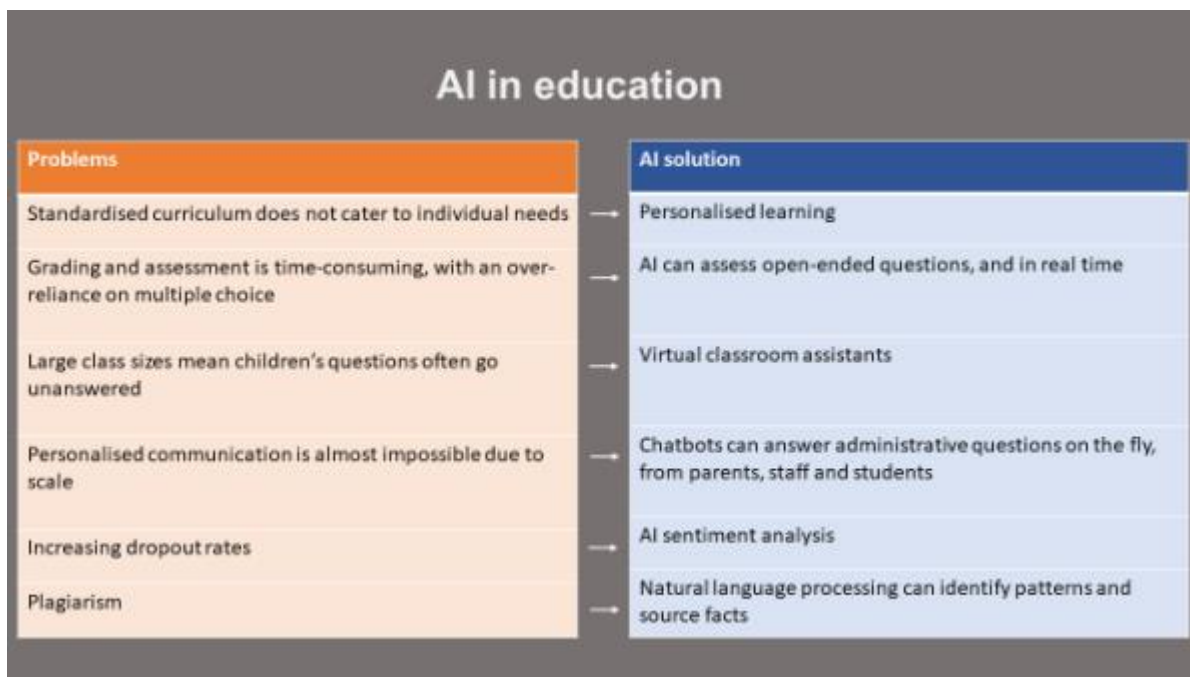 AI in education
Problems
AI solution
Standardised curriculum does not cater to individual needs
Personalised learning
Grading and assessment is time-consuming, with an over-
reliance on multiple choice
AI can assess open-ended questions, and in real time
Large class sizes mean children's questions often go
unanswered
Virtual classroom assistants
Personalised communication is almost impossible due to
scale
Chatbots can answer administrative questions on the fly,
from parents, staff and students
Increasing dropout rates
AI sentiment analysis
Plagiarism
Natural language processing can identify patterns and
source facts